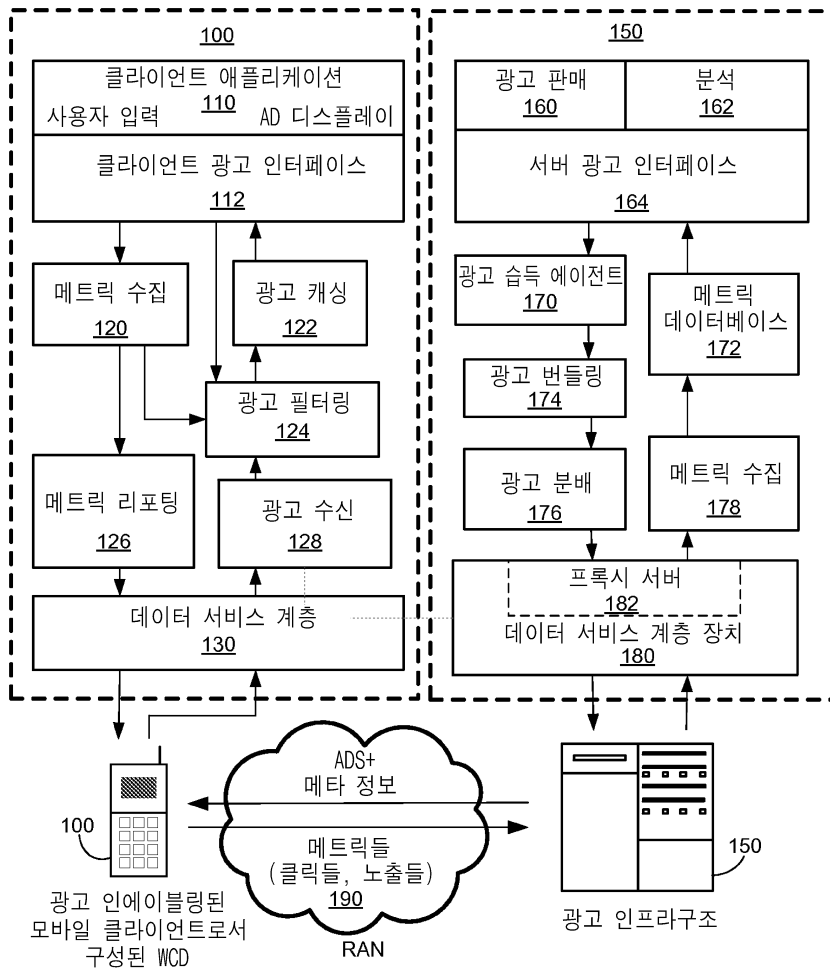 100
클라이언트 애플리케이션
110
사용자 입력 AD 디스플레이
클라이언트 광고 인터페이스
112
메트릭 수집
120
광고 캐싱
122
광고 필터링
124
메트릭 리포팅
126
광고 수신
128
데이터 서비스 계층
130
150
광고 판매
160
분석
162
서버 광고 인터페이스
164
광고 습득 에이전트
170
메트릭
데이터베이스
172
광고 번들링
174
광고 분배
176
메트릭 수집
178
프록시 서버
182
데이터 서비스 계층 장치
180
100
광고 인에이블링된
모바일 클라이언트로서
구성된 WCD
ADS+
메타 정보
메트릭들
(클릭들, 노출들)
190
RAN
150
광고 인프라구조